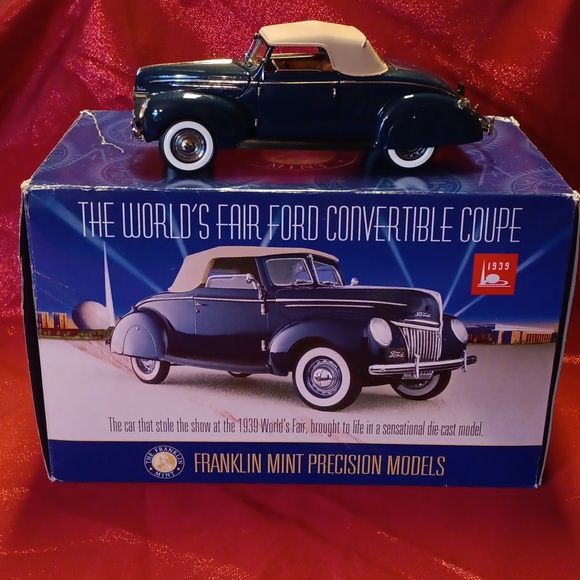 THE WORLD'S FAIR FORD CONVERTIBLE COUPE
1939
Ford
Ford
The car that stole the show at the 1939 World's Fair, brought to life in a sensational die-cast model.
THE FRANKLIN MINT
FRANKLIN MINT PRECISION MODELS